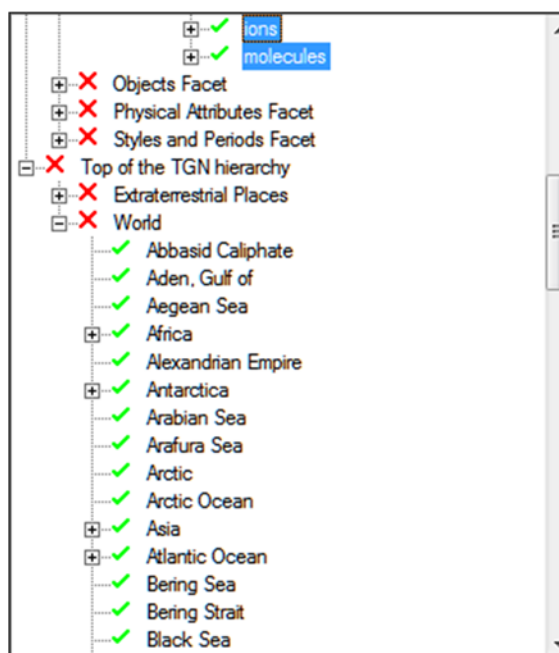 ions
molecules
Objects Facet
Physical Attributes Facet
Styles and Periods Facet
Top of the TGN hierarchy
Extraterrestrial Places
World
Abbasid Caliphate
Aden, Gulf of
Aegean Sea
Africa
Alexandrian Empire
Antarctica
Arabian Sea
Arafura Sea
Arctic
Arctic Ocean
Asia
Atlantic Ocean
Bering Sea
Bering Strait
Black Sea